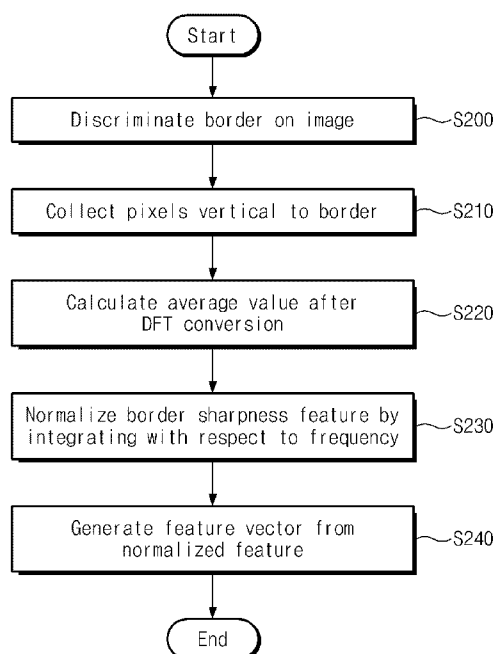 Start
Discriminate border on image
S200
Collect pixels vertical to border
S210
Calculate average value after
DFT conversion
S220
Normalize border sharpness feature by
integrating with respect to frequency
S230
Generate feature vector from
normalized feature
S240
End